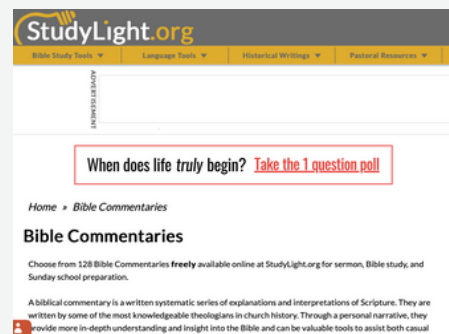 StudyLight.org
Bible Study Tools ▼ Language Tools ▼ Historical Writings ▼ Pastoral Resources ▼
ADVERTISEMENT
When does life truly begin? Take the 1 question poll
Home » Bible Commentaries
Bible Commentaries
Choose from 128 Bible Commentaries freely available online at StudyLight.org for sermon, Bible study, and
Sunday school preparation.
A biblical commentary is a written systematic series of explanations and interpretations of Scripture. They are
written by some of the most knowledgeable theologians in church history. Through a personal narrative, they
provide more in-depth understanding and insight into the Bible and can be valuable tools to assist both casual